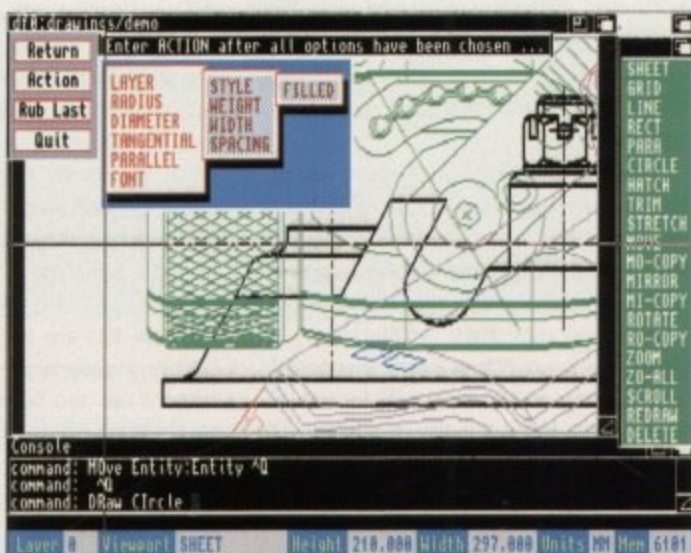 df0:drawings/demo
Enter ACTION after all options have been chosen ...
Return
Action
Rub Last
Quit
LAYER
RADIUS
DIAMETER
TANGENTIAL
PARALLEL
FONT
STYLE
WEIGHT
WIDTH
SPACING
FILLED
SHEET
GRID
LINE
RECT
PARA
CIRCLE
HATCH
TRIM
STRETCH
MOVE
MO-COPY
MIRROR
MI-COPY
ROTATE
RO-COPY
ZOOM
ZO-ALL
SCROLL
REDRAW
DELETE
Console
command: MOve Entity:Entity ^Q
command: ^Q
command: DRaw CIrcle
Layer 0 Viewport SHEET Height 210.000 Width 297.000 Units MM Mem 6101